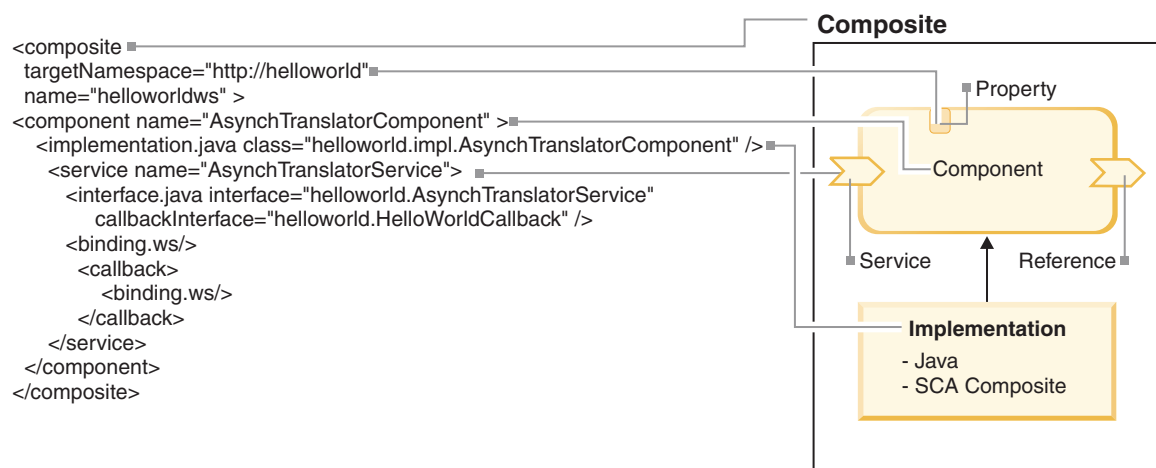 <composite
targetNamespace="http://helloworld"
name="helloworldws" >
<component name="AsynchTranslatorComponent" >
<implementation.java class="helloworld.impl.AsynchTranslatorComponent" />
<service name="AsynchTranslatorService">
<interface.java interface="helloworld.AsynchTranslatorService"
callbackInterface="helloworld.HelloWorldCallback" />
<binding.ws/>
<callback>
<binding.ws/>
</callback>
</service>
</component>
</composite>
Composite
Property
Component
Service
Reference
Implementation
- Java
- SCA Composite